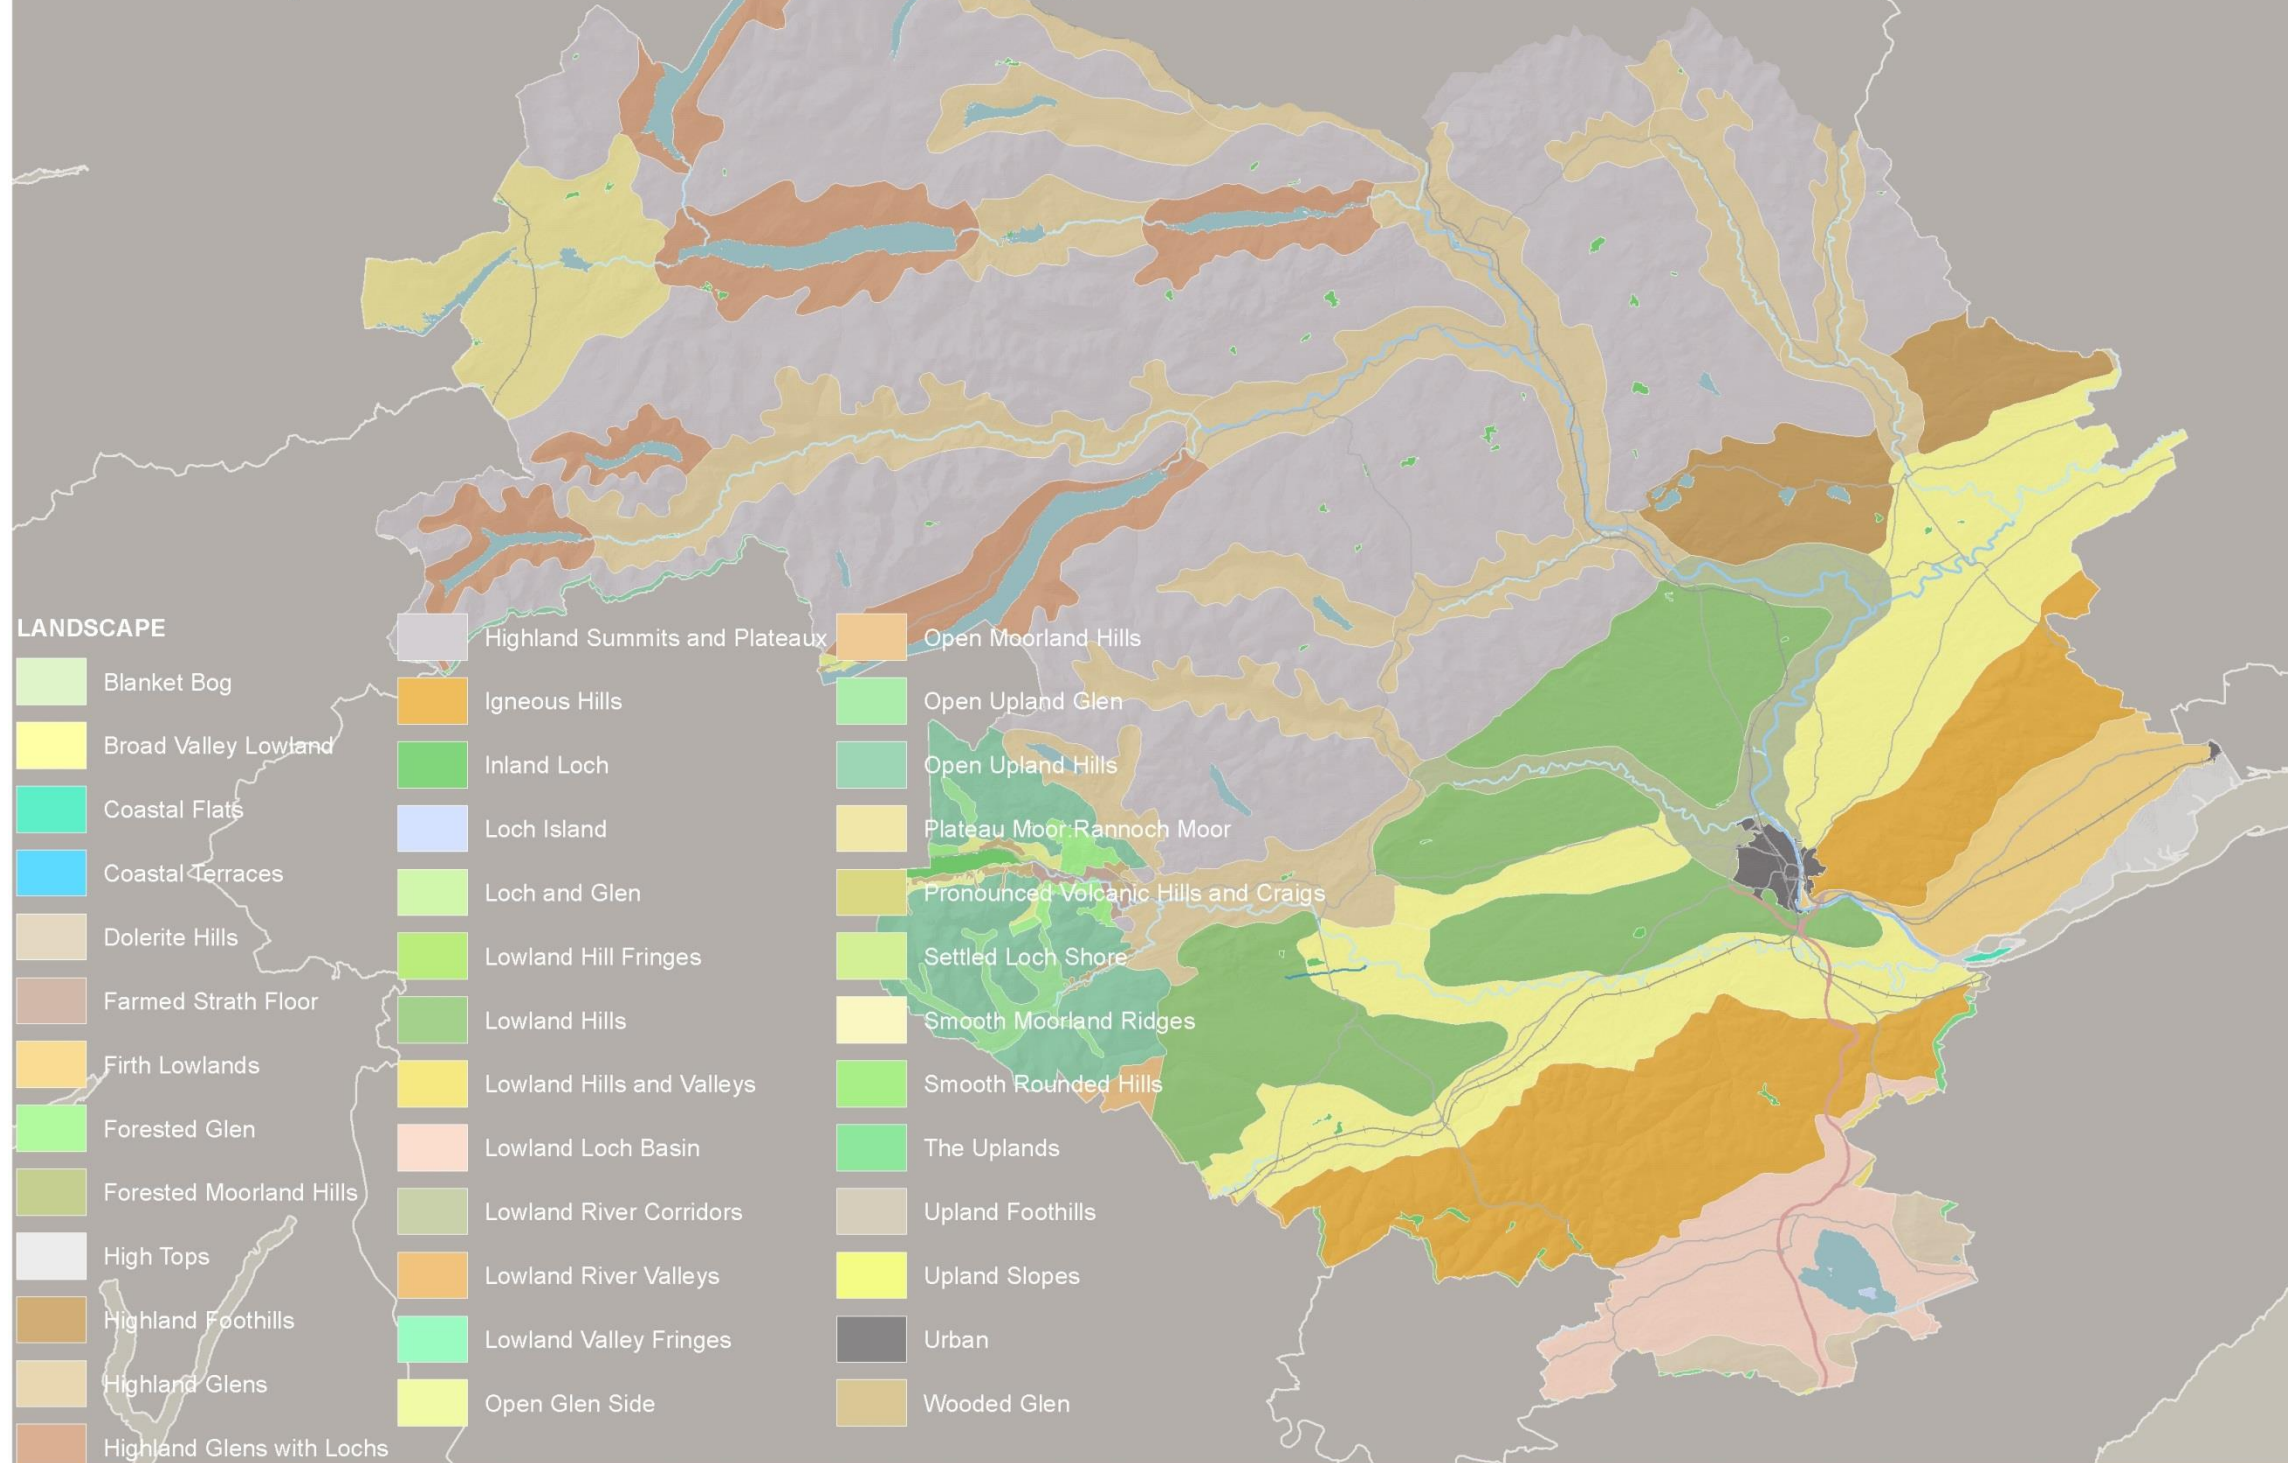 LANDSCAPE
Blanket Bog
Broad Valley Lowland
Coastal Flats
Coastal Terraces
Dolerite Hills
Farmed Strath Floor
Firth Lowlands
Forested Glen
Forested Moorland Hills
High Tops
Highland Foothills
Highland Glens
Highland Glens with Lochs
Highland Summits and Plateaux
Igneous Hills
Inland Loch
Loch Island
Loch and Glen
Lowland Hill Fringes
Lowland Hills
Lowland Hills and Valleys
Lowland Loch Basin
Lowland River Corridors
Lowland River Valleys
Lowland Valley Fringes
Open Glen Side
Open Moorland Hills
Open Upland Glen
Open Upland Hills
Plateau Moor:Rannoch Moor
Pronounced Volcanic Hills and Craigs
Settled Loch Shore
Smooth Moorland Ridges
Smooth Rounded Hills
The Uplands
Upland Foothills
Upland Slopes
Urban
Wooded Glen